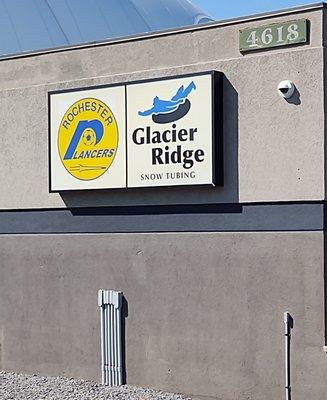 4618
ROCHESTER
LANCERS
Glacier
Ridge
SNOW TUBING